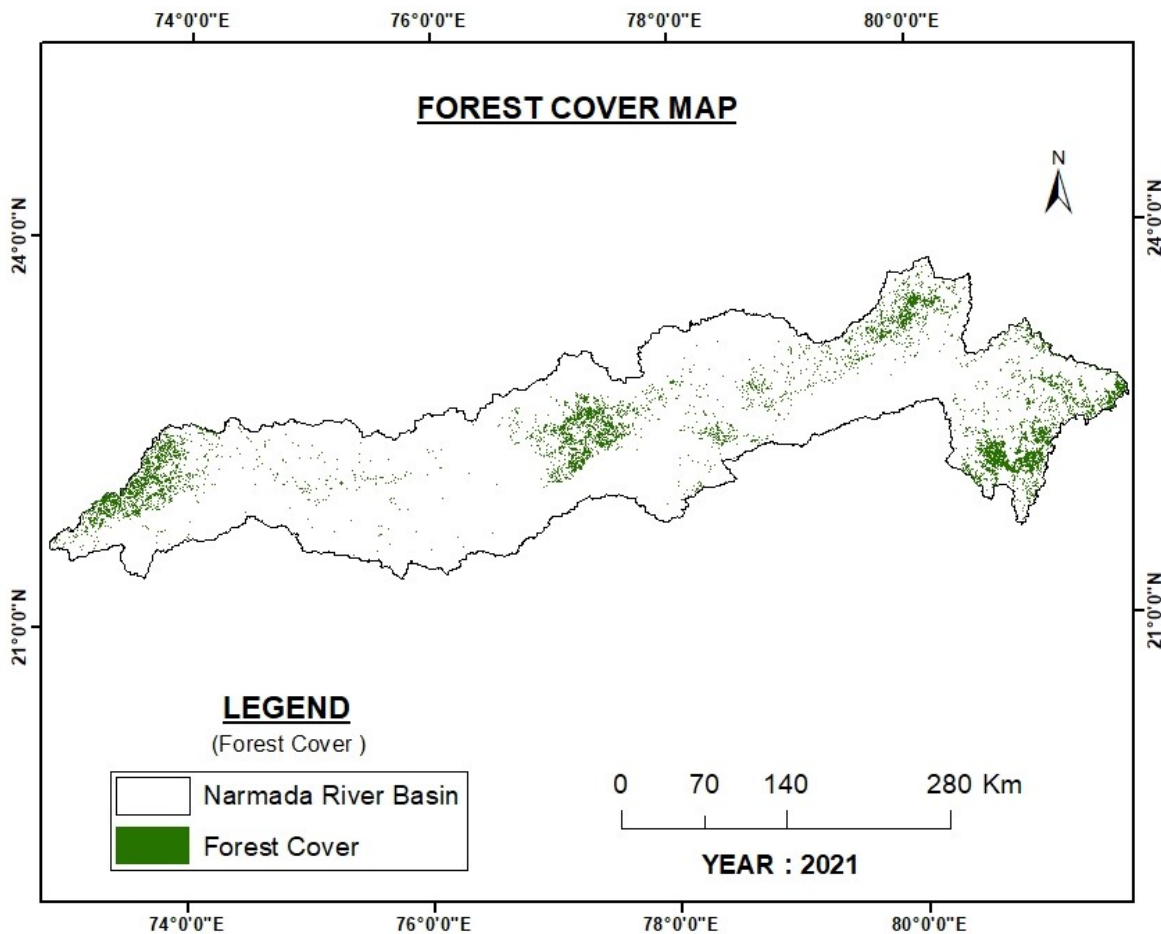 74°0'0"E 76°0'0"E 78°0'0"E 80°0'0"E
FOREST COVER MAP
N
24°0'0"N
24°0'0"N
21°0'0"N
21°0'0"N
LEGEND
(Forest Cover )
Narmada River Basin
Forest Cover
0 70 140 280 Km
YEAR : 2021
74°0'0"E 76°0'0"E 78°0'0"E 80°0'0"E